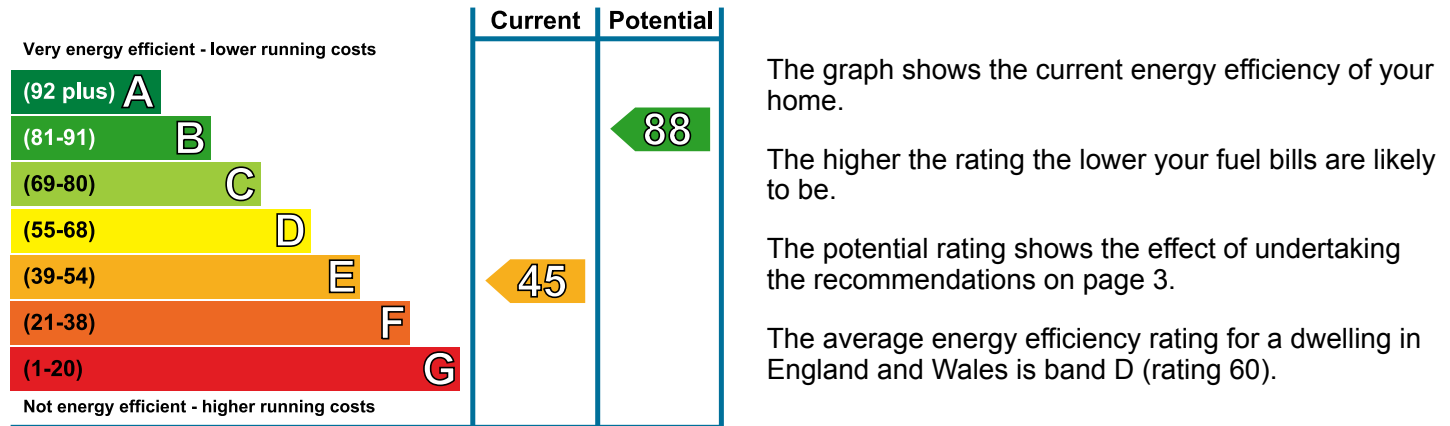 Current Potential
Very energy efficient - lower running costs
(92 plus) A
(81-91) B
88
(69-80) C
(55-68) D
(39-54) E
45
(21-38) F
(1-20) G
Not energy efficient - higher running costs
The graph shows the current energy efficiency of your
home.
The higher the rating the lower your fuel bills are likely
to be.
The potential rating shows the effect of undertaking
the recommendations on page 3.
The average energy efficiency rating for a dwelling in
England and Wales is band D (rating 60).